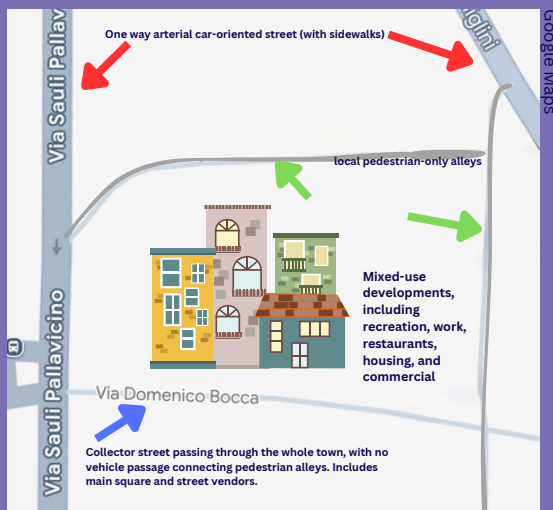 One way arterial car-oriented street (with sidewalks)
Google Maps
Via Sauli Pallav
iglini
local pedestrian-only alleys
Mixed-use
developments,
including
recreation, work,
restaurants,
housing, and
commercial
Via Sauli Pallavicino
Via Domenico Bocca
Collector street passing through the whole town, with no
vehicle passage connecting pedestrian alleys. Includes
main square and street vendors.